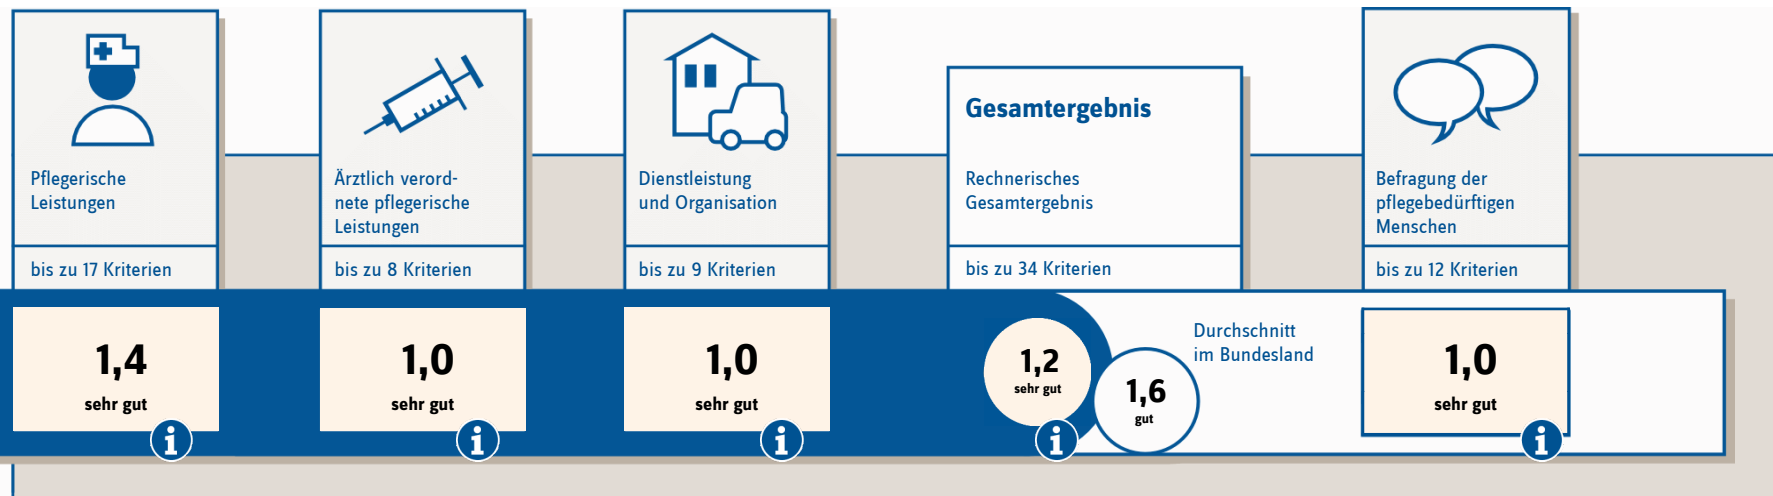 Pflegerische
Leistungen
bis zu 17 Kriterien
1,4
sehr gut
i
Ärztlich verord-
nete pflegerische
Leistungen
bis zu 8 Kriterien
1,0
sehr gut
i
Dienstleistung
und Organisation
bis zu 9 Kriterien
1,0
sehr gut
i
Gesamtergebnis
Rechnerisches
Gesamtergebnis
bis zu 34 Kriterien
1,2
sehr gut
i
1,6
gut
Durchschnitt
im Bundesland
Befragung der
pflegebedürftigen
Menschen
bis zu 12 Kriterien
1,0
sehr gut
i